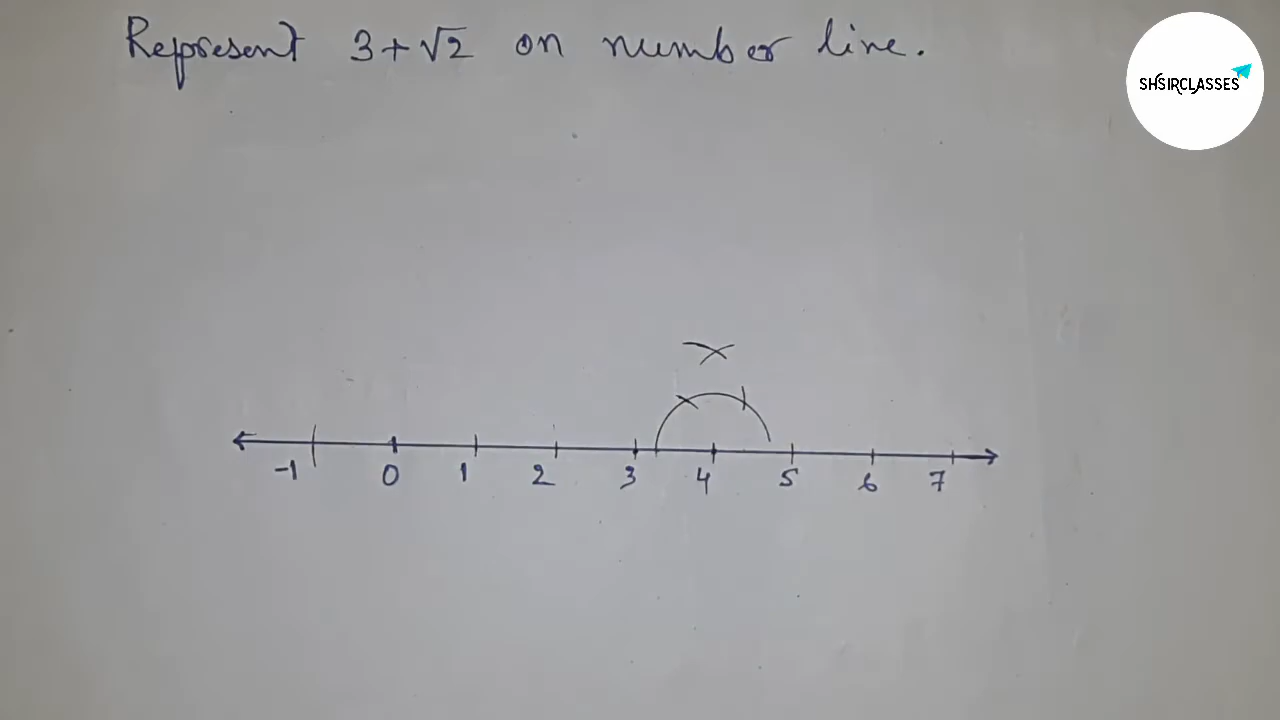 Represent 3+√2 on number line.
SHSIRCLASSES
-1 0 1 2 3 4 5 6 7